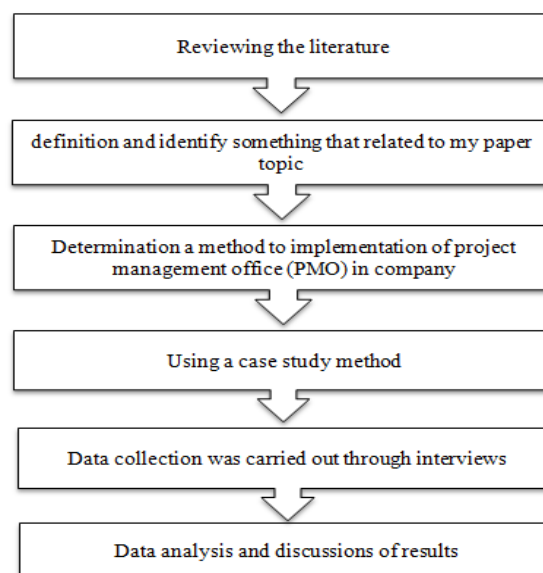 Reviewing the literature
definition and identify something that related to my paper
topic
Determination a method to implementation of project
management office (PMO) in company
Using a case study method
Data collection was carried out through interviews
Data analysis and discussions of results